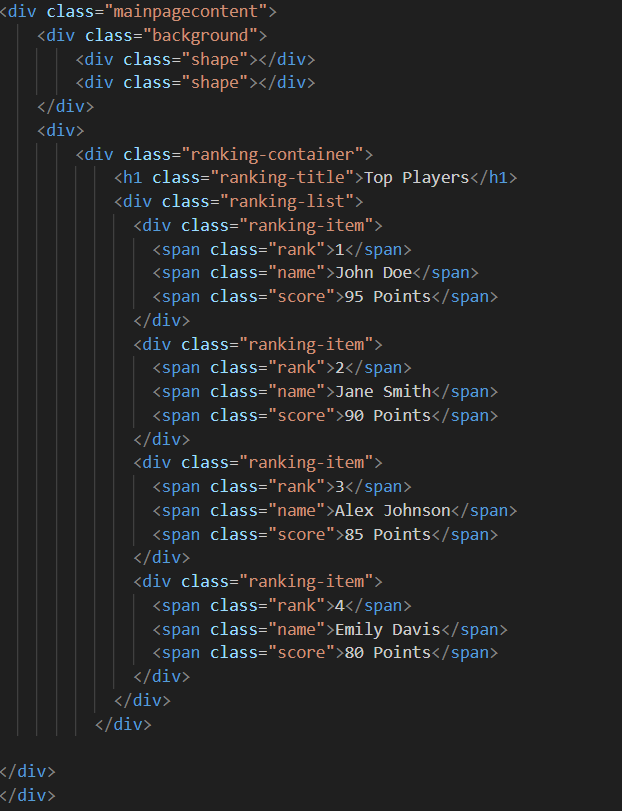 <div class="mainpagecontent">
    <div class="background">
        <div class="shape"></div>
        <div class="shape"></div>
    </div>
    <div>
        <div class="ranking-container">
            <h1 class="ranking-title">Top Players</h1>
            <div class="ranking-list">
              <div class="ranking-item">
                <span class="rank">1</span>
                <span class="name">John Doe</span>
                <span class="score">95 Points</span>
              </div>
              <div class="ranking-item">
                <span class="rank">2</span>
                <span class="name">Jane Smith</span>
                <span class="score">90 Points</span>
              </div>
              <div class="ranking-item">
                <span class="rank">3</span>
                <span class="name">Alex Johnson</span>
                <span class="score">85 Points</span>
              </div>
              <div class="ranking-item">
                <span class="rank">4</span>
                <span class="name">Emily Davis</span>
                <span class="score">80 Points</span>
              </div>
            </div>
          </div>

</div>
</div>